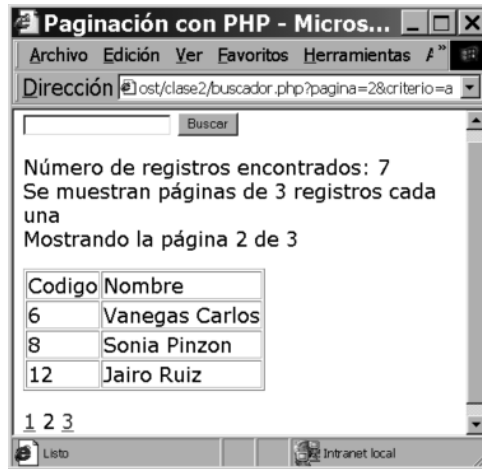 Paginación con PHP - Micros...
Archivo Edición Ver Favoritos Herramientas »
Dirección ost/clase2/buscador.php?pagina=2&criterio=a
Buscar
Número de registros encontrados: 7
Se muestran páginas de 3 registros cada
una
Mostrando la página 2 de 3
Codigo Nombre
6 Vanegas Carlos
8 Sonia Pinzon
12 Jairo Ruiz
1 2 3
Listo Intranet local